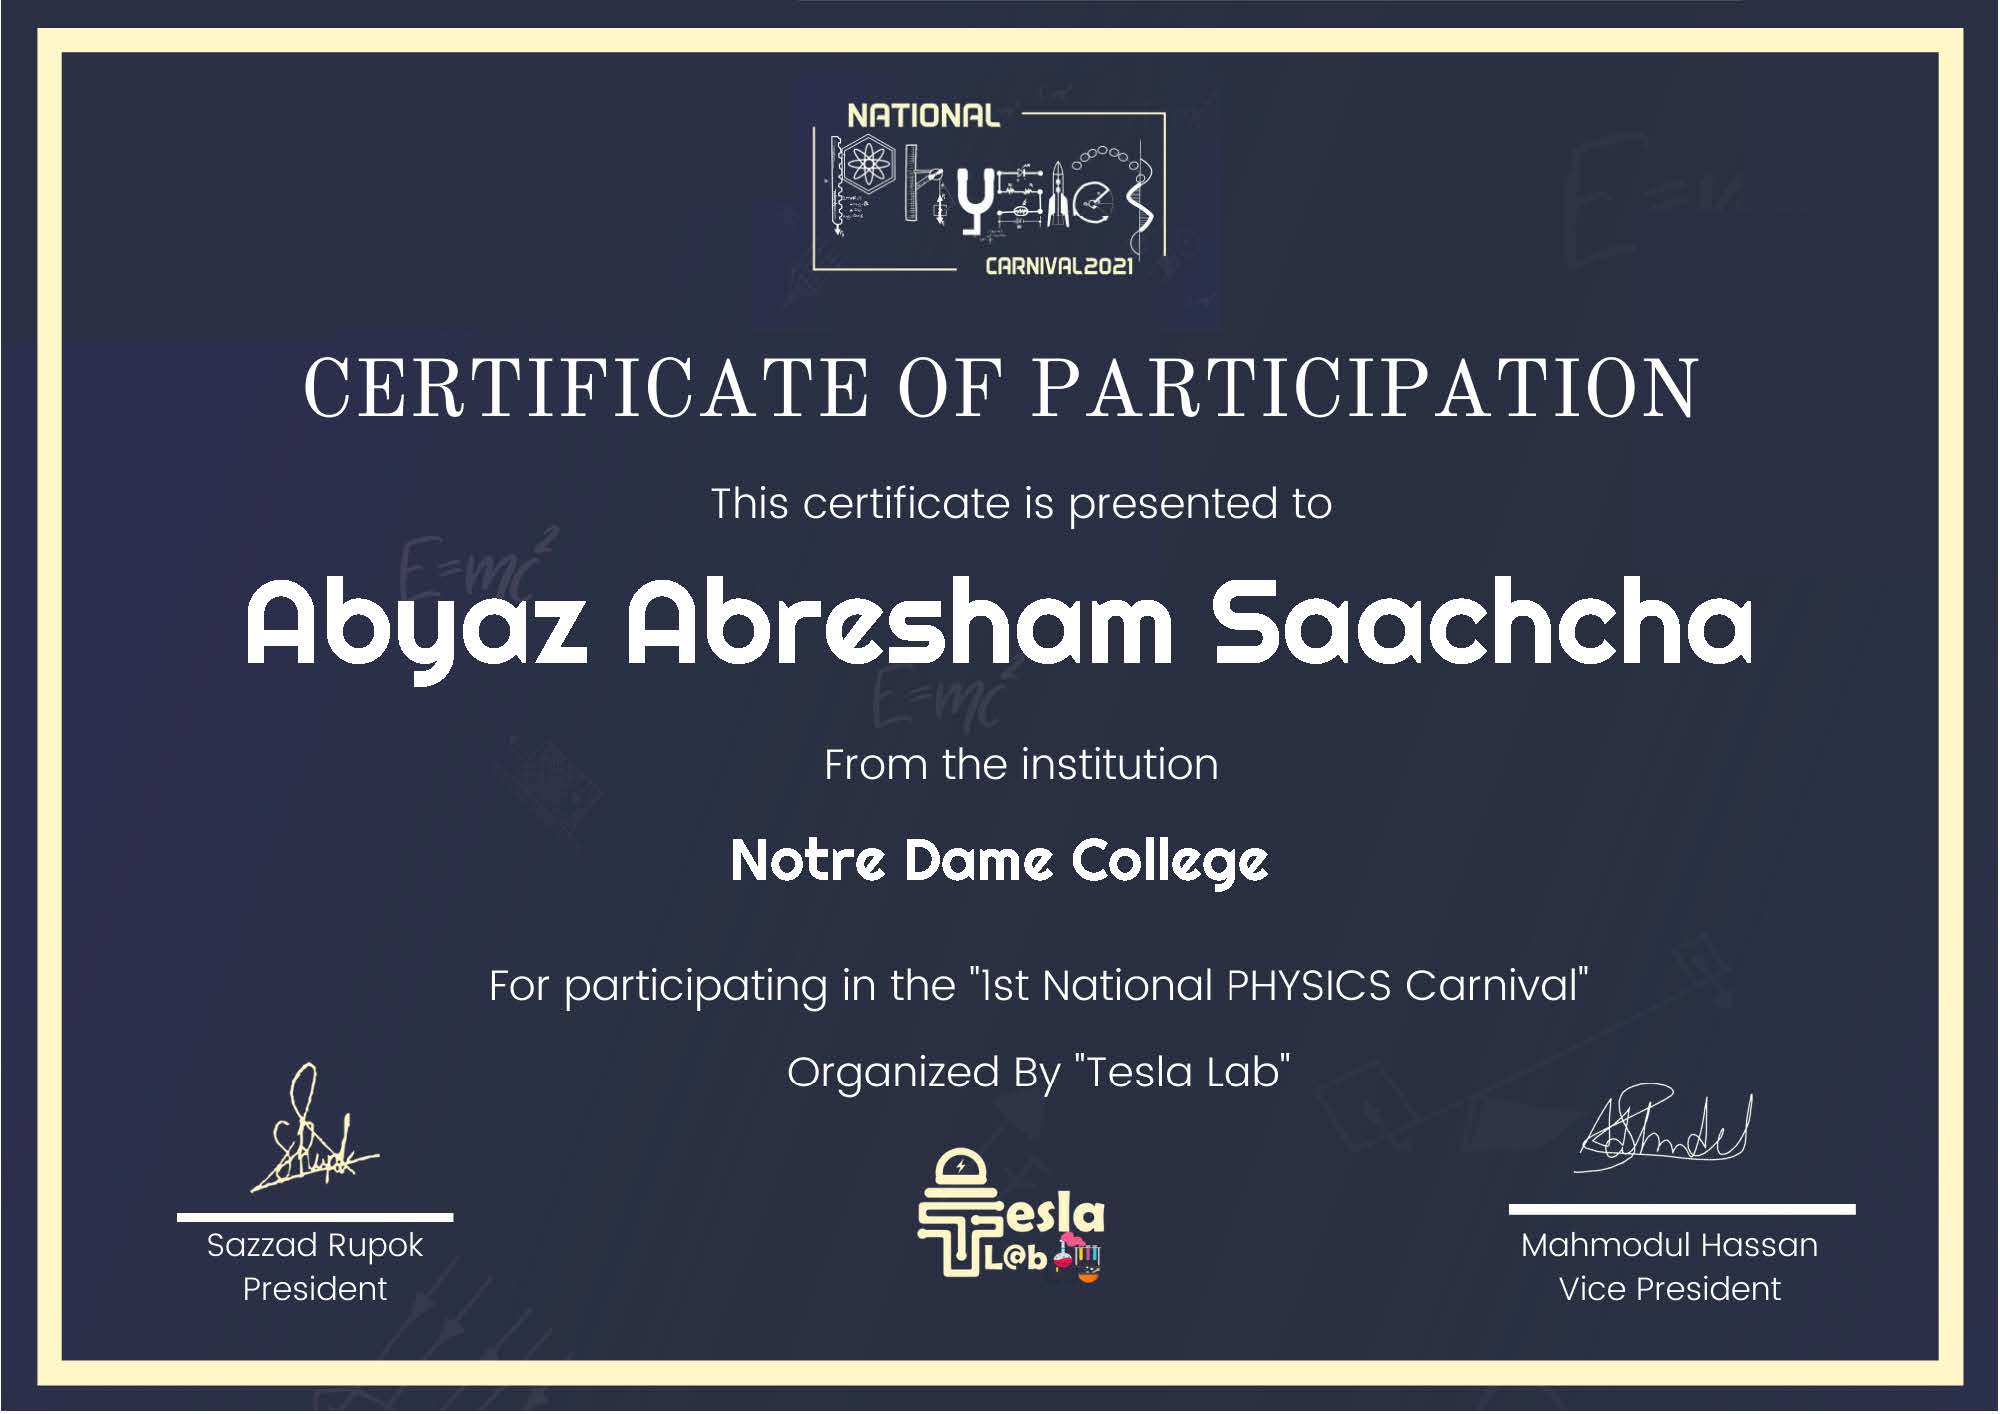 NATIONAL
Physics
CARNIVAL2021
CERTIFICATE OF PARTICIPATION
This certificate is presented to
E=mc²
Abyaz Abresham Saachcha
E=mc²
From the institution
Notre Dame College
For participating in the "1st National PHYSICS Carnival"
Organized By "Tesla Lab"
Tesla
L@b
Sazzad Rupok
President
Mahmodul Hassan
Vice President